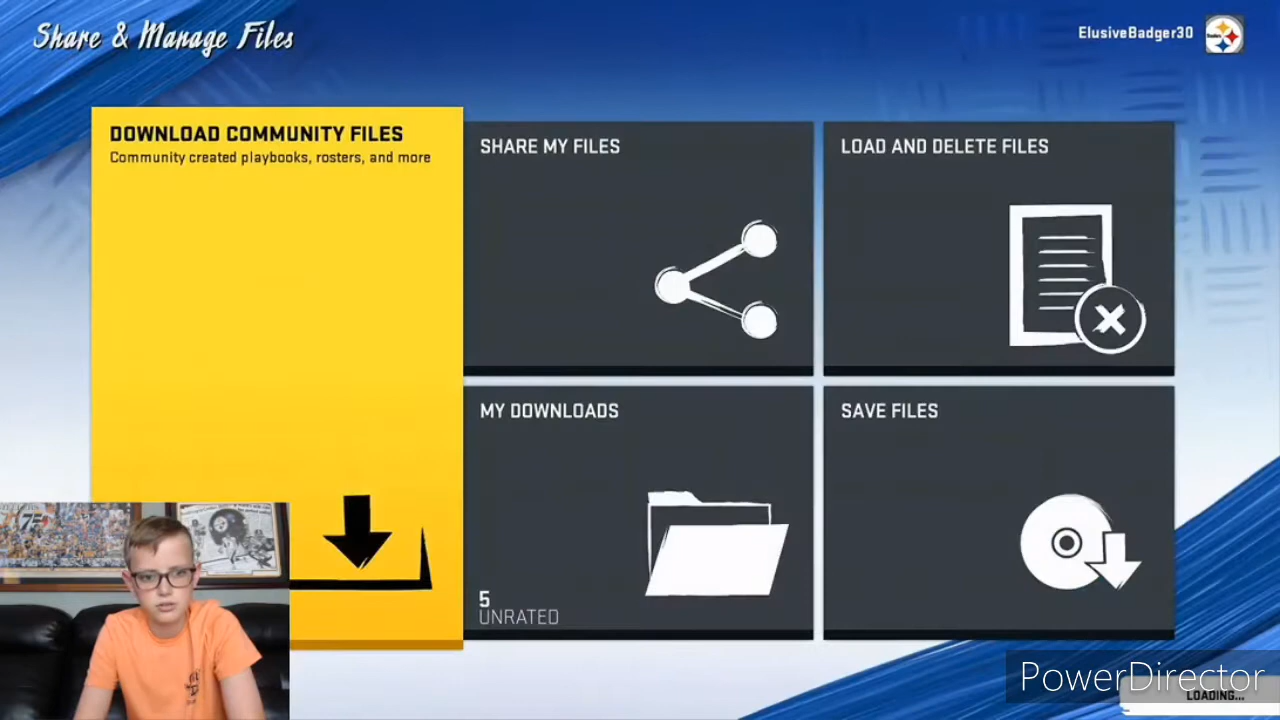 Share & Manage Files
ElusiveBadger30
DOWNLOAD COMMUNITY FILES
Community created playbooks, rosters, and more
SHARE MY FILES
LOAD AND DELETE FILES
MY DOWNLOADS
5
UNRATED
SAVE FILES
PowerDirector
LOADING...